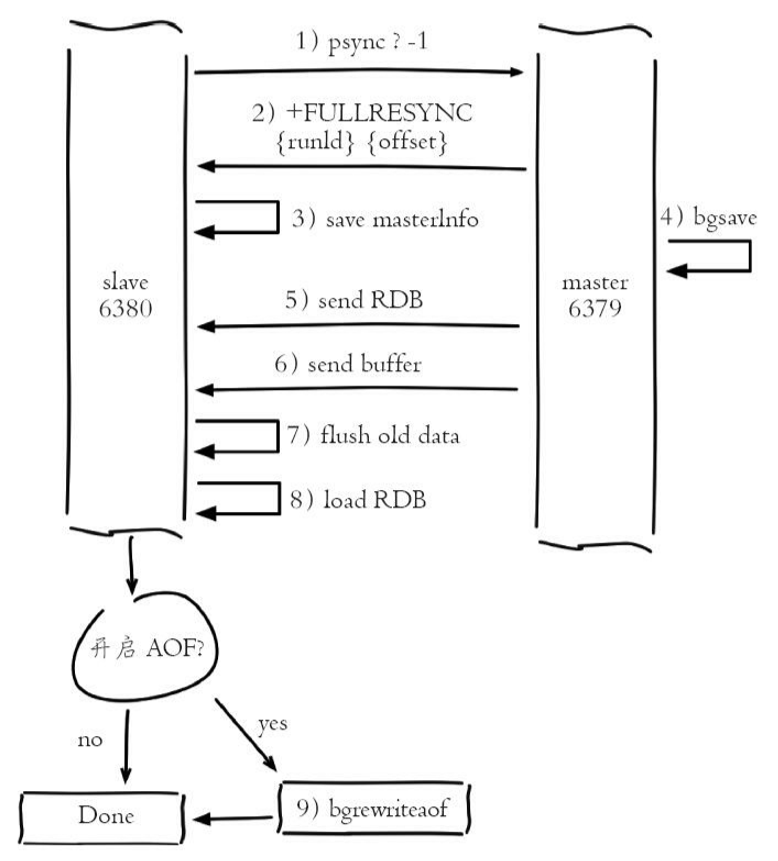 1) psync ? -1
2) +FULLRESYNC
{runId} {offset}
3) save masterInfo
4) bgsave
slave
6380
master
6379
5) send RDB
6) send buffer
7) flush old data
8) load RDB
开启 AOF?
no
yes
Done
9) bgrewriteaof